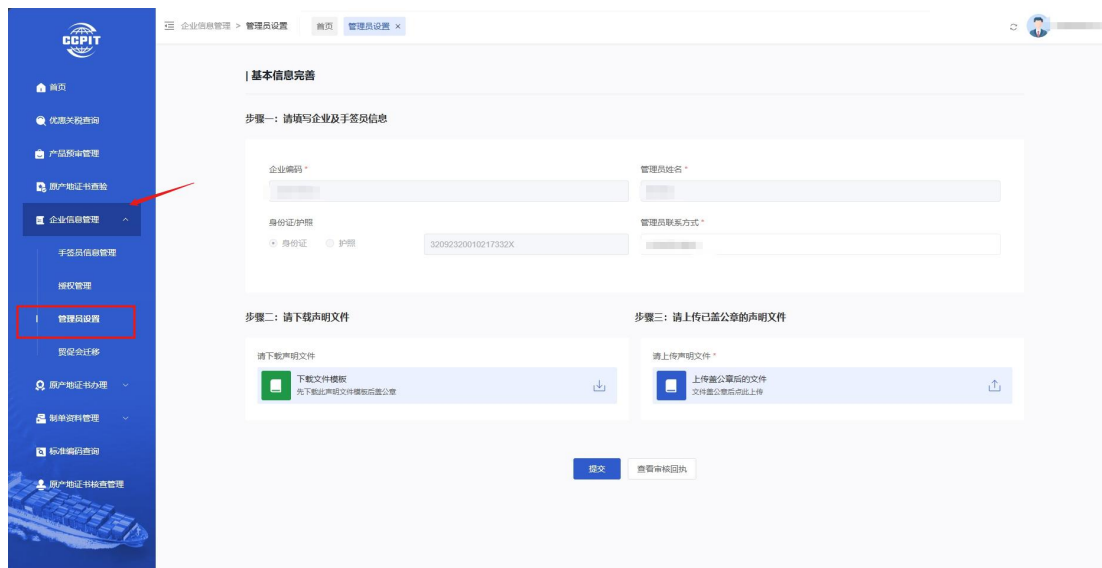 CCPIT
企业信息管理 > 管理员设置 首页 管理员设置 ×
首页
优惠关税查询
产品预审管理
原产地证书查验
企业信息管理
手签员信息管理
授权管理
管理员设置
贸促会迁移
原产地证书办理
制单资料管理
标准编码查询
原产地证书核查管理
基本信息完善
步骤一：请填写企业及手签员信息
企业编码 *
管理员姓名 *
身份证/护照
管理员联系方式 *
身份证 护照 32092320010217332X
步骤二：请下载声明文件
步骤三：请上传已盖公章的声明文件
请下载声明文件
请上传声明文件 *
下载文件模板
先下载此声明文件模板后盖公章
上传盖公章后的文件
文件盖公章后点此上传
提交 查看审核回执